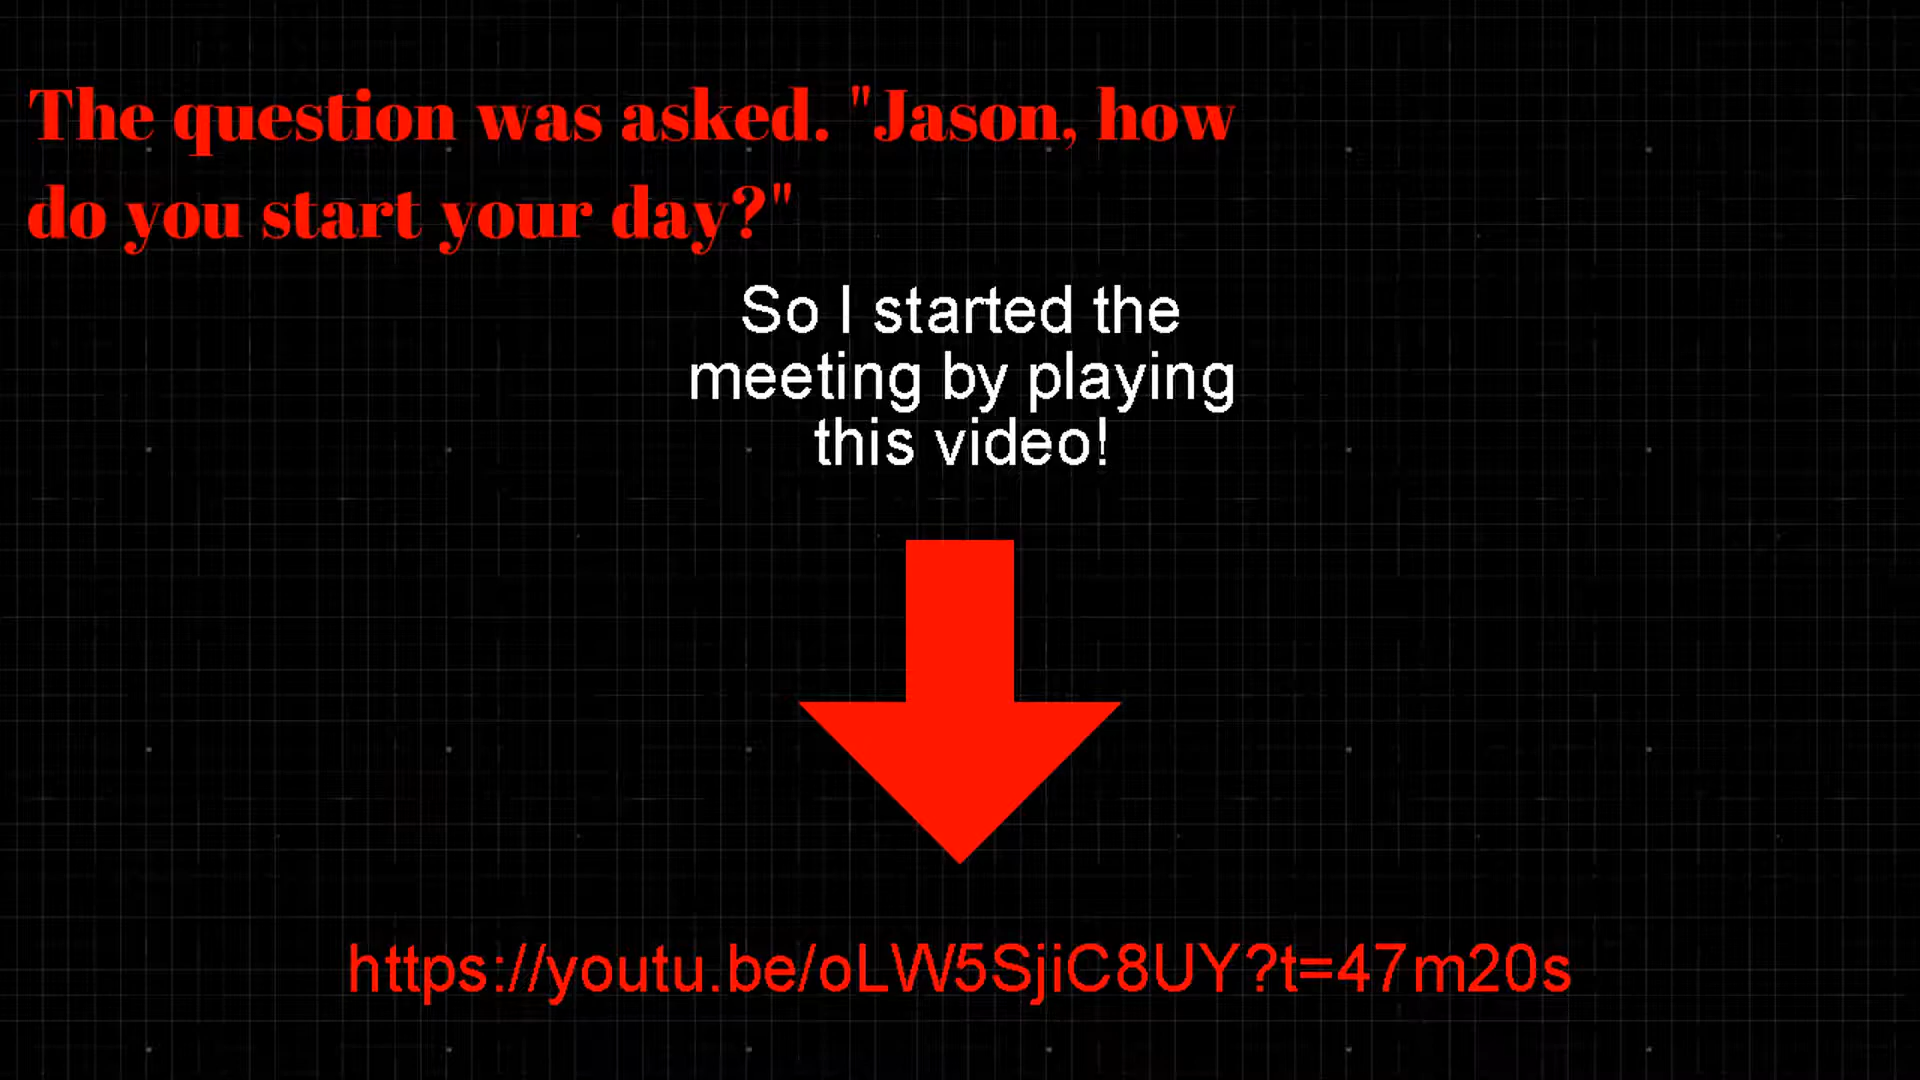 The question was asked. "Jason, how
do you start your day?"
So I started the
meeting by playing
this video!
https://youtu.be/oLW5SjiC8UY?t=47m20s